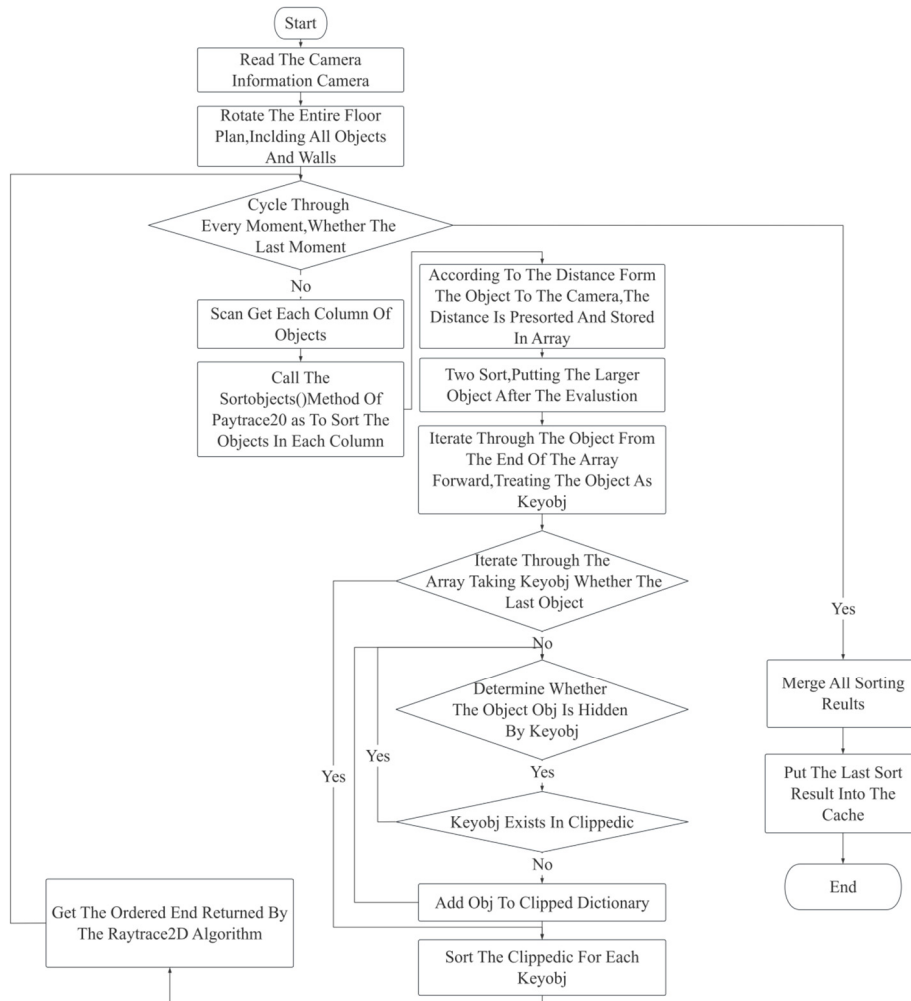 Start
Read The Camera
Information Camera
Rotate The Entire Floor
Plan,Inclding All Objects
And Walls
Cycle Through
Every Moment,Whether The
Last Moment
No
Scan Get Each Column Of
Objects
Call The
Sortobjects()Method Of
Paytrace20 as To Sort The
Objects In Each Column
According To The Distance Form
The Object To The Camera,The
Distance Is Presorted And Stored
In Array
Two Sort,Putting The Larger
Object After The Evalustion
Iterate Through The Object From
The End Of The Array
Forward,Treating The Object As
Keyobj
Iterate Through The
Array Taking Keyobj Whether The
Last Object
No
Determine Whether
The Object Obj Is Hidden
By Keyobj
Yes
Yes
Yes
Keyobj Exists In Clippedic
No
Add Obj To Clipped Dictionary
Sort The Clippedic For Each
Keyobj
Get The Ordered End Returned By
The Raytrace2D Algorithm
Yes
Merge All Sorting
Reults
Put The Last Sort
Result Into The
Cache
End